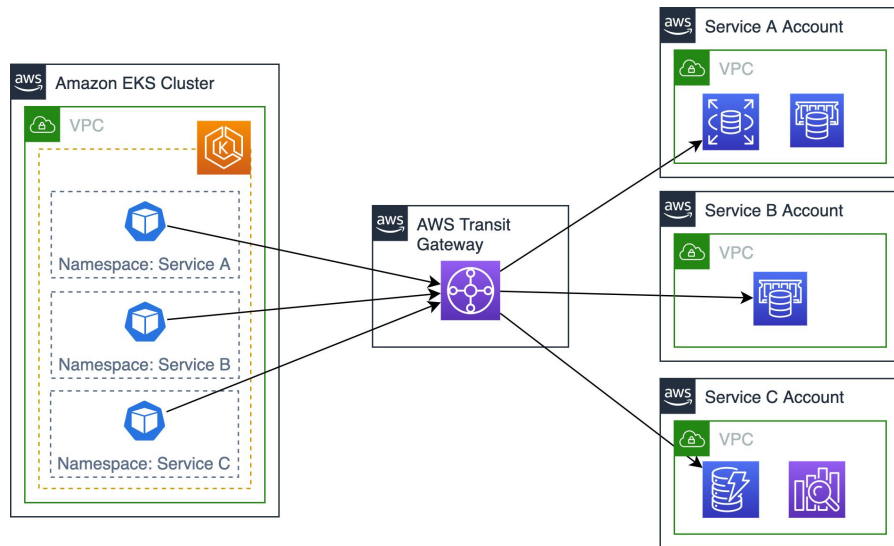 aws
Amazon EKS Cluster
VPC
K
Namespace: Service A
Namespace: Service B
Namespace: Service C
aws
AWS Transit
Gateway
aws
Service A Account
VPC
aws
Service B Account
VPC
aws
Service C Account
VPC